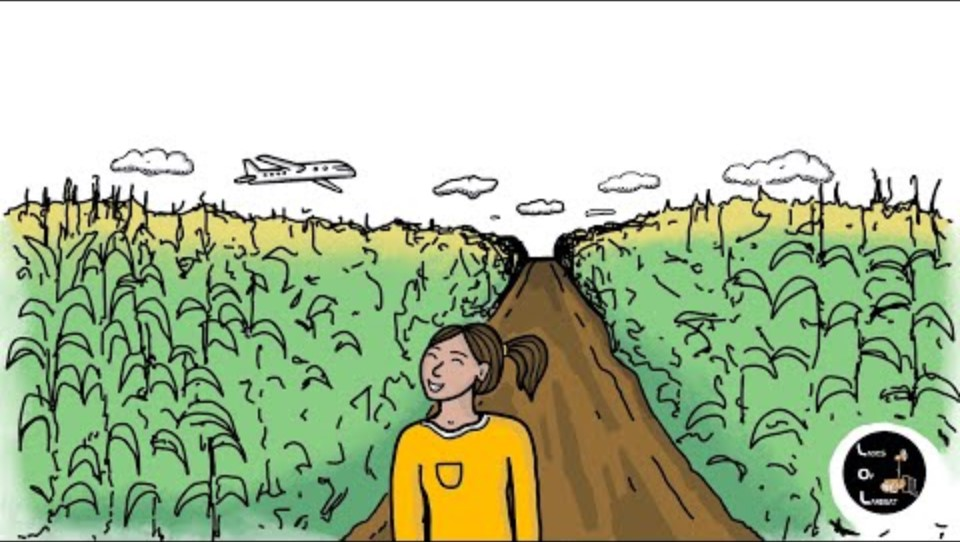 LADIES
OF
LANDSAT